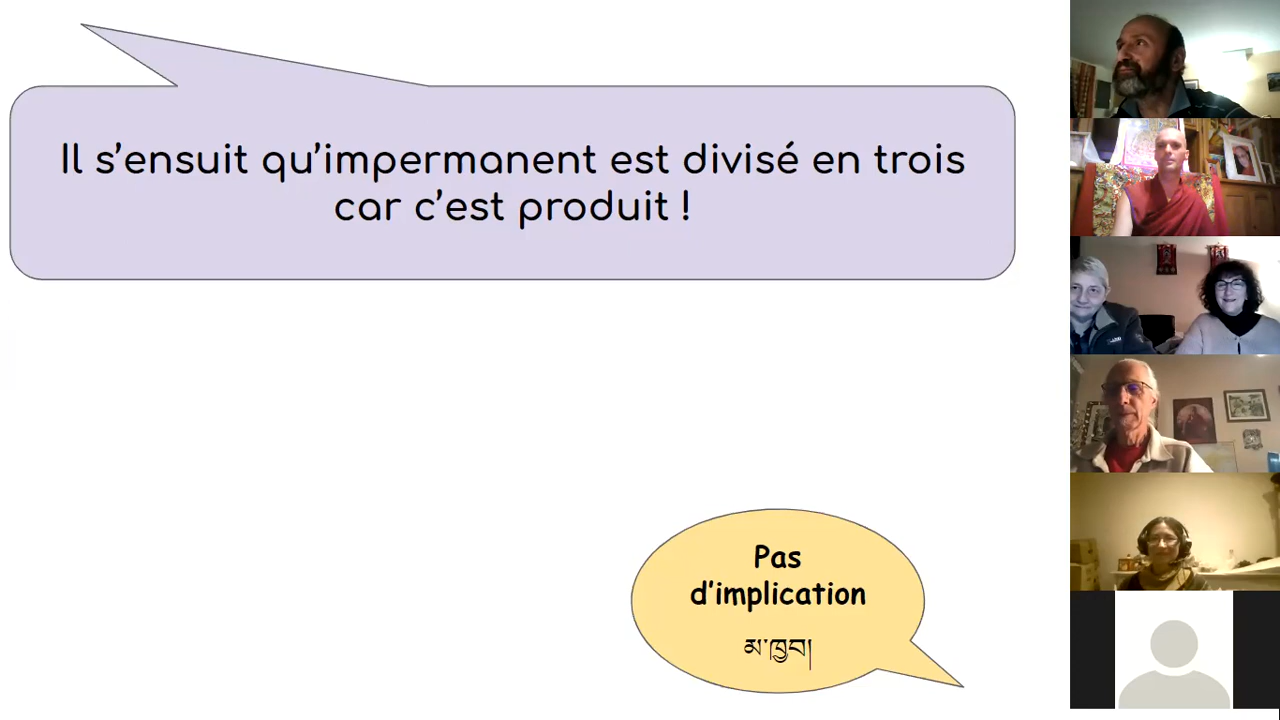 Il s’ensuit qu’impermanent est divisé en trois
car c’est produit !
Pas
d’implication
མ་ཁྱབ།